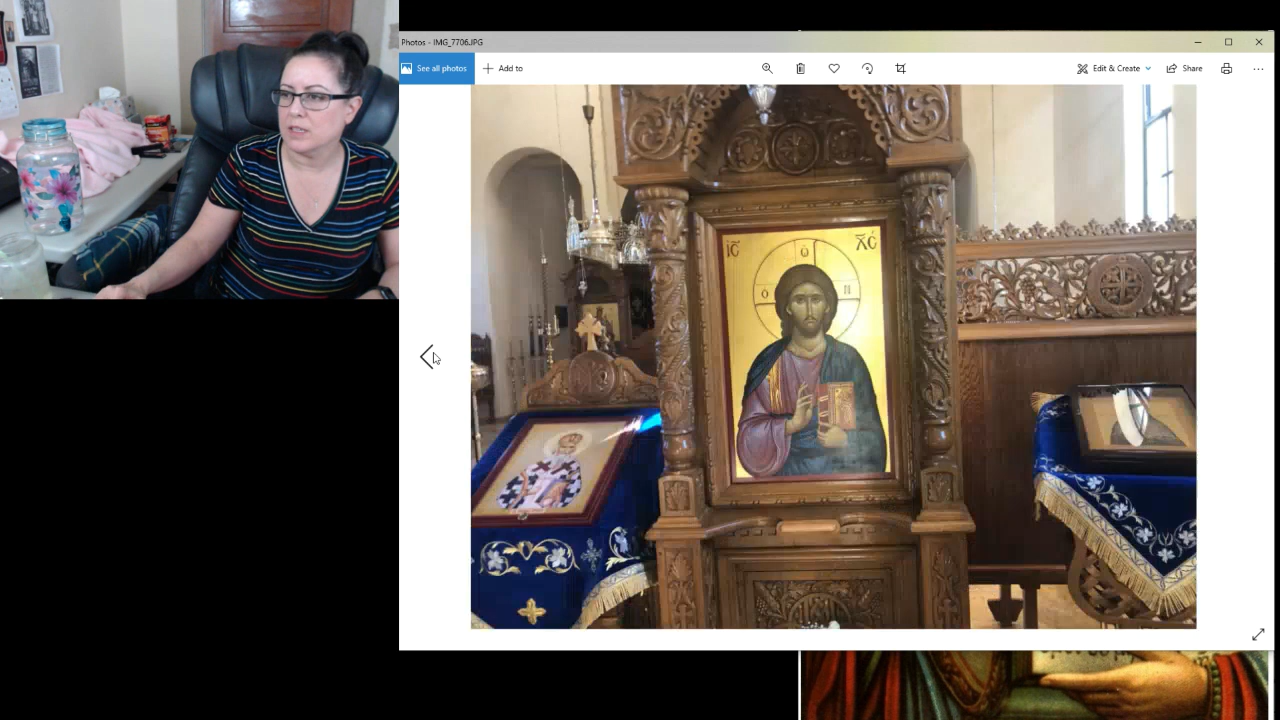 Photos - IMG_7706.JPG
See all photos
Add to
Edit & Create
Share
IC
XC
Ο
Ο
Ν